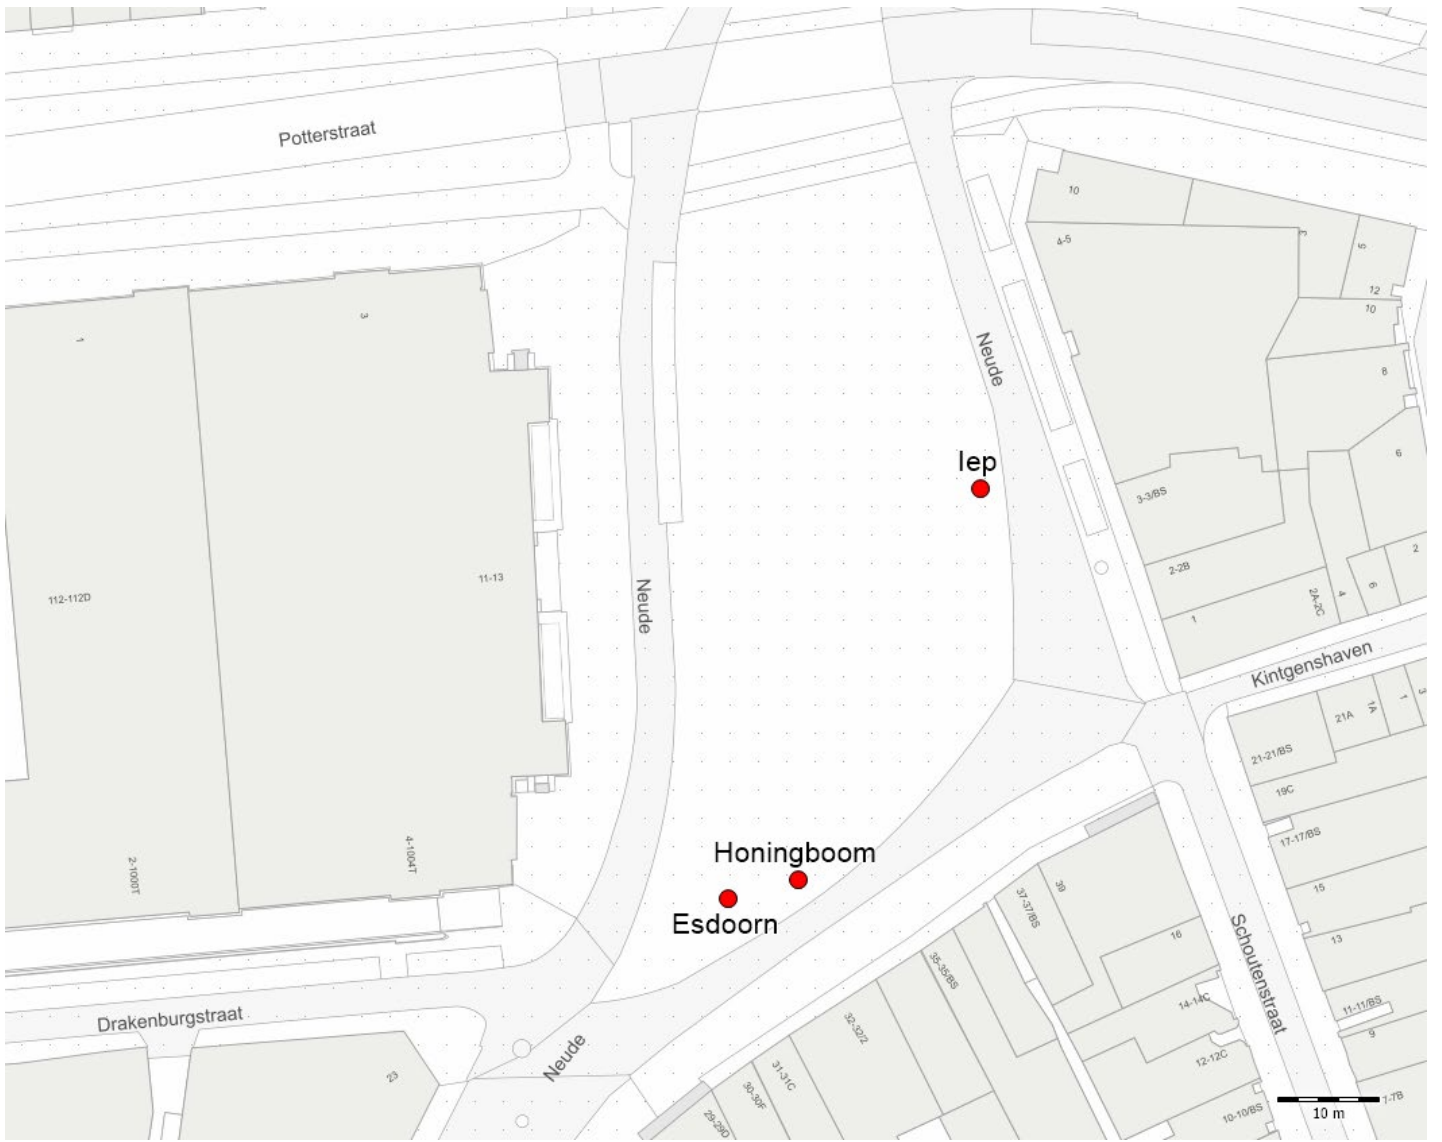 Potterstraat
10
4-5
3
5
12
10
1
3
Neude
8
Iep
6
3-3/BS
2
11-13
2-2B
6
112-112D
4
2A-2C
Neude
1
Kintgenshaven
3
1
1A
21A
21-21/BS
19C
17-17/BS
4-1004T
Honingboom
2-1000T
39
15
37-37/BS
Esdoorn
16
13
35-35/BS
Schoutenstraat
14-14C
11-11/BS
Drakenburgstraat
32-32/2
9
Neude
12-12C
31-31C
23
30-30F
7-7B
10-10/BS
10 m
29-29D